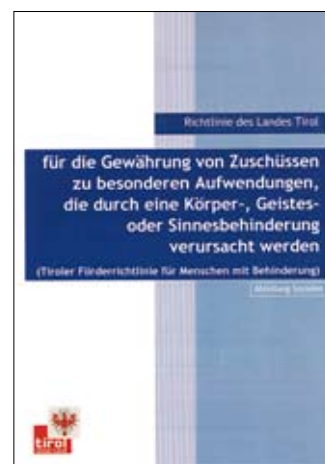 Richtlinie des Landes Tirol
für die Gewährung von Zuschüssen
zu besonderen Aufwendungen,
die durch eine Körper-, Geistes-
oder Sinnesbehinderung
verursacht werden
(Tiroler Förderrichtlinie für Menschen mit Behinderung)
Abteilung Soziales
tirol